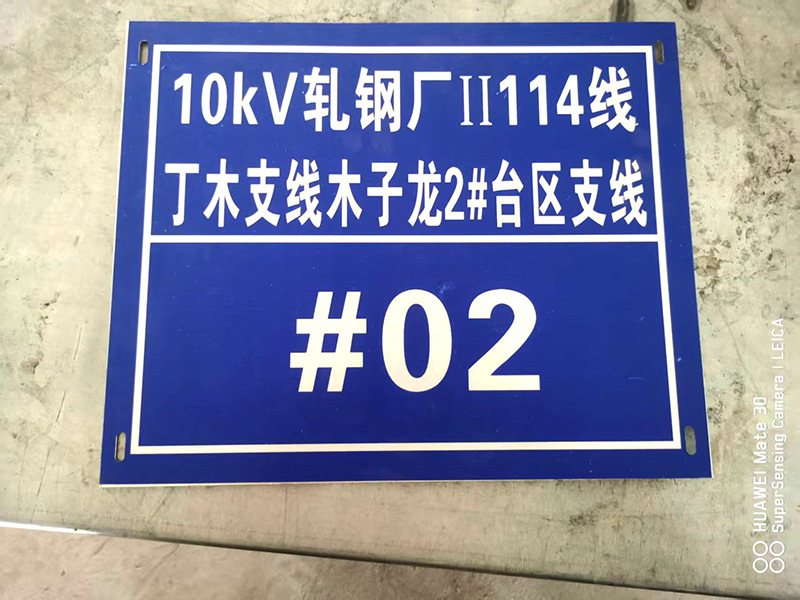 10kV轧钢厂II114线
丁木支线木子龙2#台区支线
#02
HUAWEI Mate 30
SuperSensing Camera | LEICA